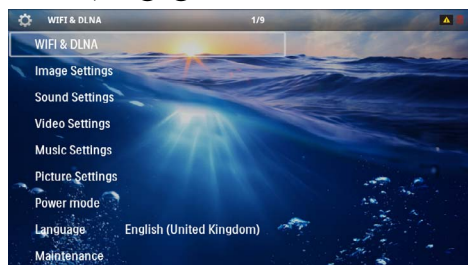 WIFI & DLNA 1/9
WIFI & DLNA
Image Settings
Sound Settings
Video Settings
Music Settings
Picture Settings
Power mode
Language English (United Kingdom)
Maintenance